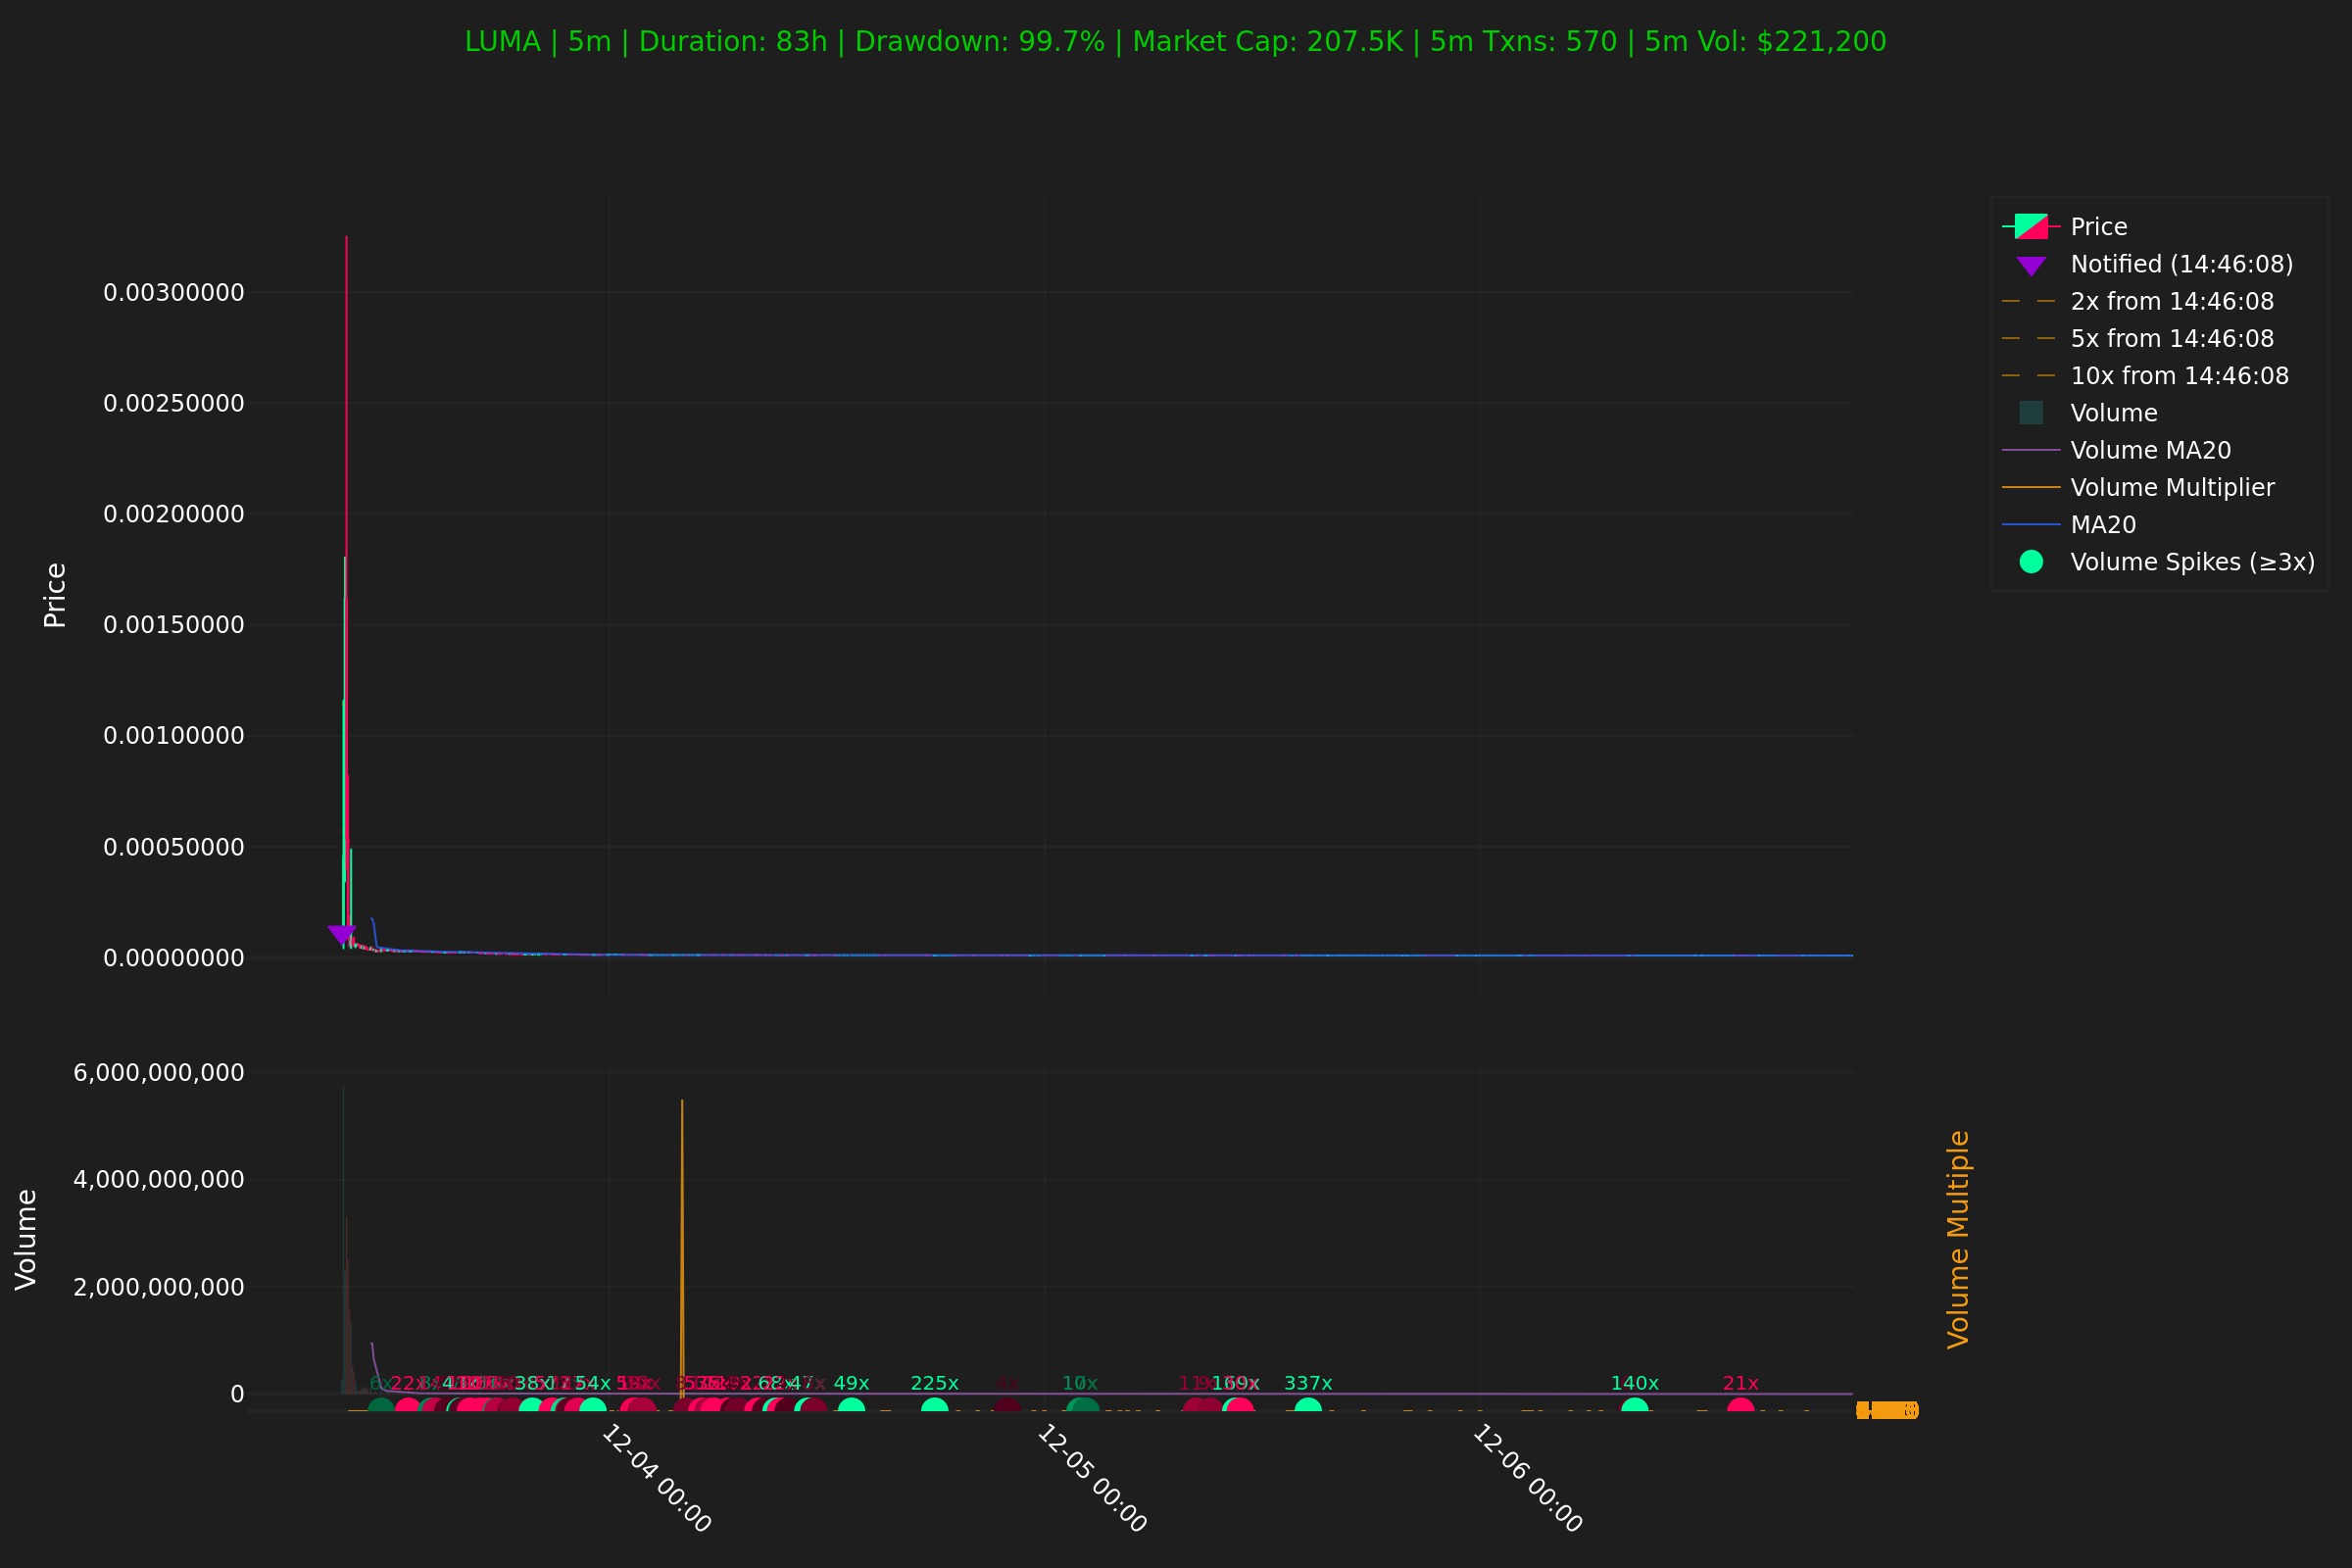 LUMA | 5m | Duration: 83h | Drawdown: 99.7% | Market Cap: 207.5K | 5m Txns: 570 | 5m Vol: $221,200
Price
0.00300000
0.00250000
0.00200000
0.00150000
0.00100000
0.00050000
0.00000000
Price
Notified (14:46:08)
2x from 14:46:08
5x from 14:46:08
10x from 14:46:08
Volume
Volume MA20
Volume Multiplier
MA20
Volume Spikes (≥3x)
Volume
6,000,000,000
4,000,000,000
2,000,000,000
0
6x
22x
38x
54x
68x
47x
49x
225x
10x
11x
169x
337x
140x
21x
Volume Multiple
12-04 00:00
12-05 00:00
12-06 00:00